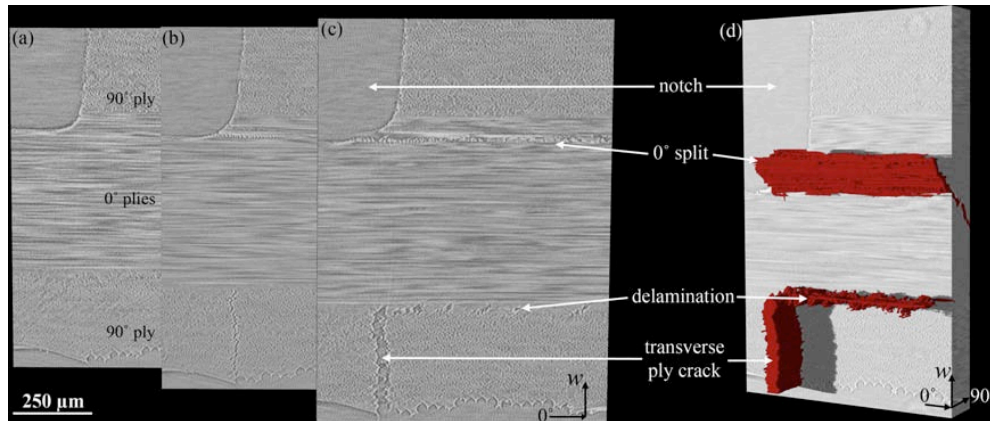 (a)
(b)
(c)
(d)
90˚ ply
notch
0˚ split
0˚ plies
delamination
90˚ ply
transverse
ply crack
250 µm
w
0
w
0˚
90